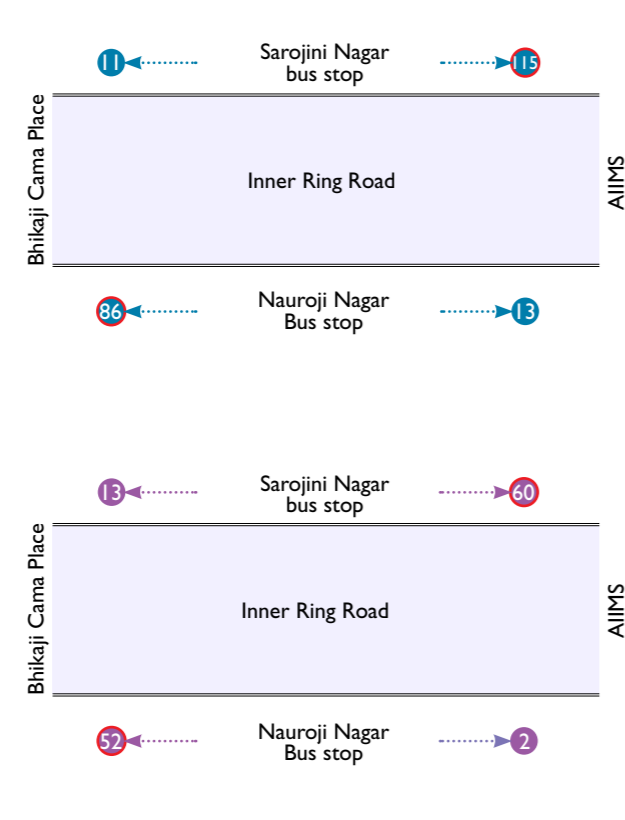 11
Sarojini Nagar
bus stop
115
Bhikaji Cama Place
Inner Ring Road
AIIMS
86
Nauroji Nagar
Bus stop
13
13
Sarojini Nagar
bus stop
60
Bhikaji Cama Place
Inner Ring Road
AIIMS
52
Nauroji Nagar
Bus stop
2